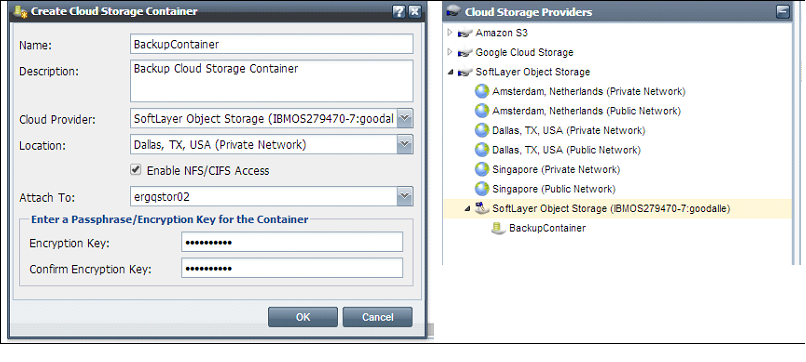 Create Cloud Storage Container
Name:
BackupContainer
Description:
Backup Cloud Storage Container
Cloud Provider:
SoftLayer Object Storage (IBMOS279470-7:goodal
Location:
Dallas, TX, USA (Private Network)
Enable NFS/CIFS Access
Attach To:
ergqstor02
Enter a Passphrase/Encryption Key for the Container
Encryption Key:
••••••••••
Confirm Encryption Key:
••••••••••
OK
Cancel
Cloud Storage Providers
Amazon S3
Google Cloud Storage
SoftLayer Object Storage
Amsterdam, Netherlands (Private Network)
Amsterdam, Netherlands (Public Network)
Dallas, TX, USA (Private Network)
Dallas, TX, USA (Public Network)
Singapore (Private Network)
Singapore (Public Network)
SoftLayer Object Storage (IBMOS279470-7:goodalle)
BackupContainer